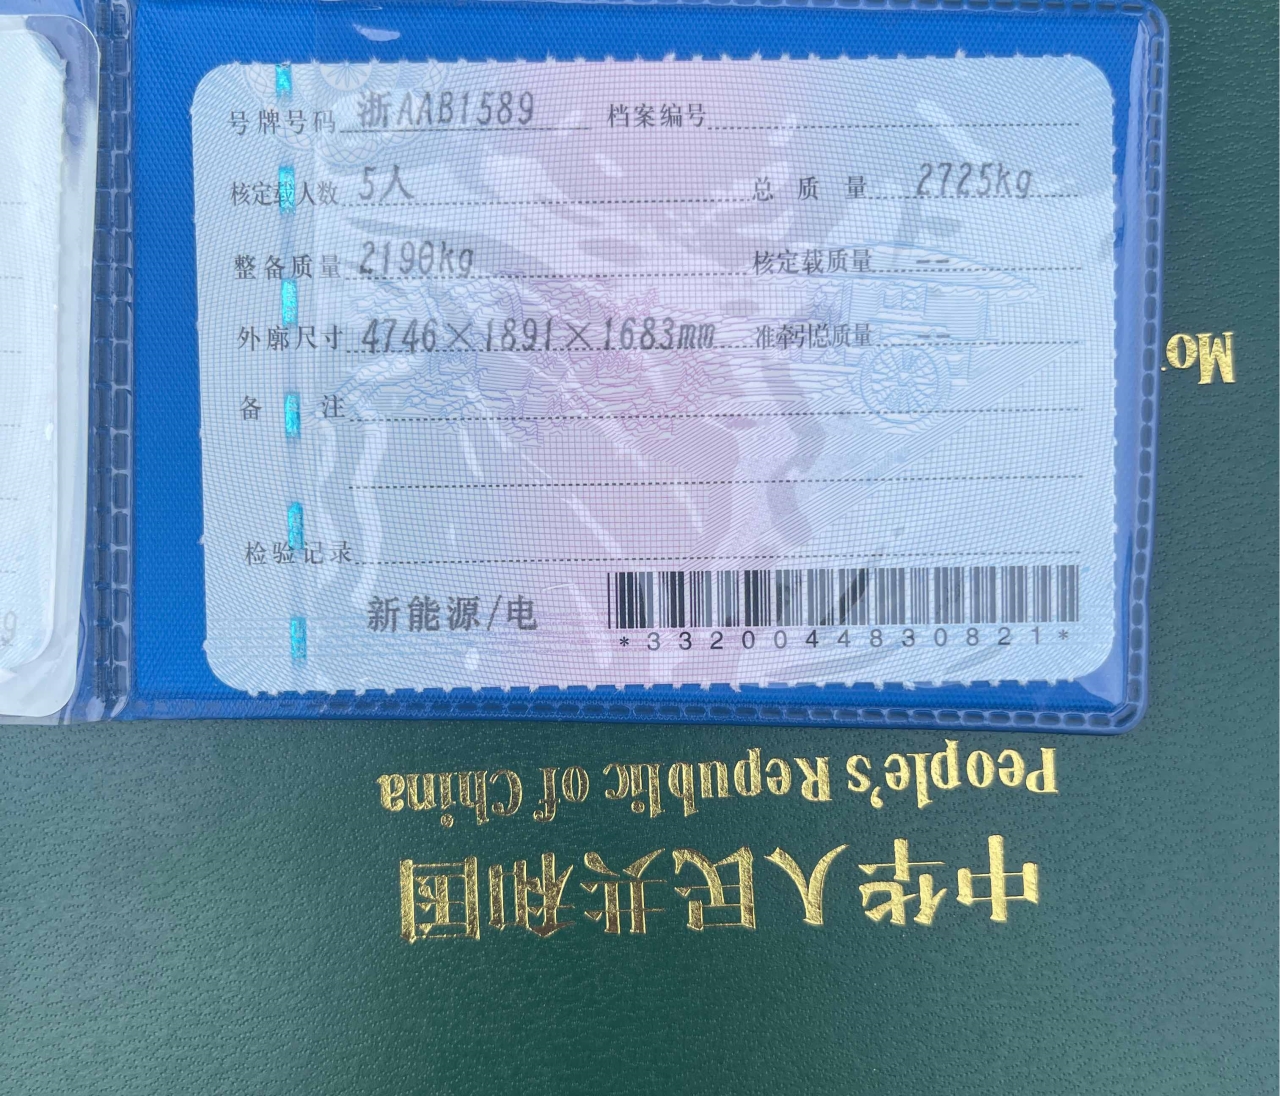 号牌号码 浙AAB1589 档案编号
核定载人数 5人 总质量 2725kg
整备质量 2190kg 核定载质量 --
外廓尺寸 4746×1891×1683mm 准牵引总质量 --
备注
检验记录
新能源/电
*3320044830821*
9
Mo
People's Republic of China
中华人民共和国